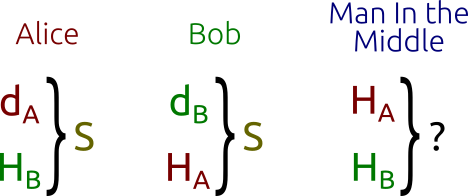 Alice
Bob
Man In the
Middle
dA
HB
S
dB
HA
S
HA
HB
?